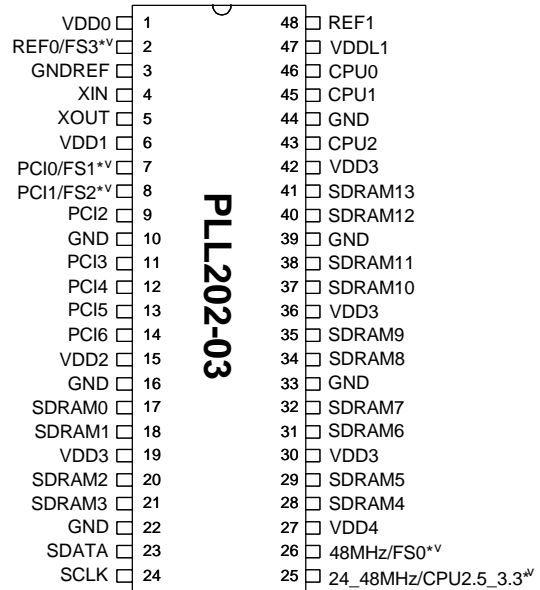 VDD0 1
REF0/FS3*ᵛ 2
GNDREF 3
XIN 4
XOUT 5
VDD1 6
PCI0/FS1*ᵛ 7
PCI1/FS2*ᵛ 8
PCI2 9
GND 10
PCI3 11
PCI4 12
PCI5 13
PCI6 14
VDD2 15
GND 16
SDRAM0 17
SDRAM1 18
VDD3 19
SDRAM2 20
SDRAM3 21
GND 22
SDATA 23
SCLK 24
PLL202-03
48 REF1
47 VDDL1
46 CPU0
45 CPU1
44 GND
43 CPU2
42 VDD3
41 SDRAM13
40 SDRAM12
39 GND
38 SDRAM11
37 SDRAM10
36 VDD3
35 SDRAM9
34 SDRAM8
33 GND
32 SDRAM7
31 SDRAM6
30 VDD3
29 SDRAM5
28 SDRAM4
27 VDD4
26 48MHz/FS0*ᵛ
25 24_48MHz/CPU2.5_3.3*ᵛ